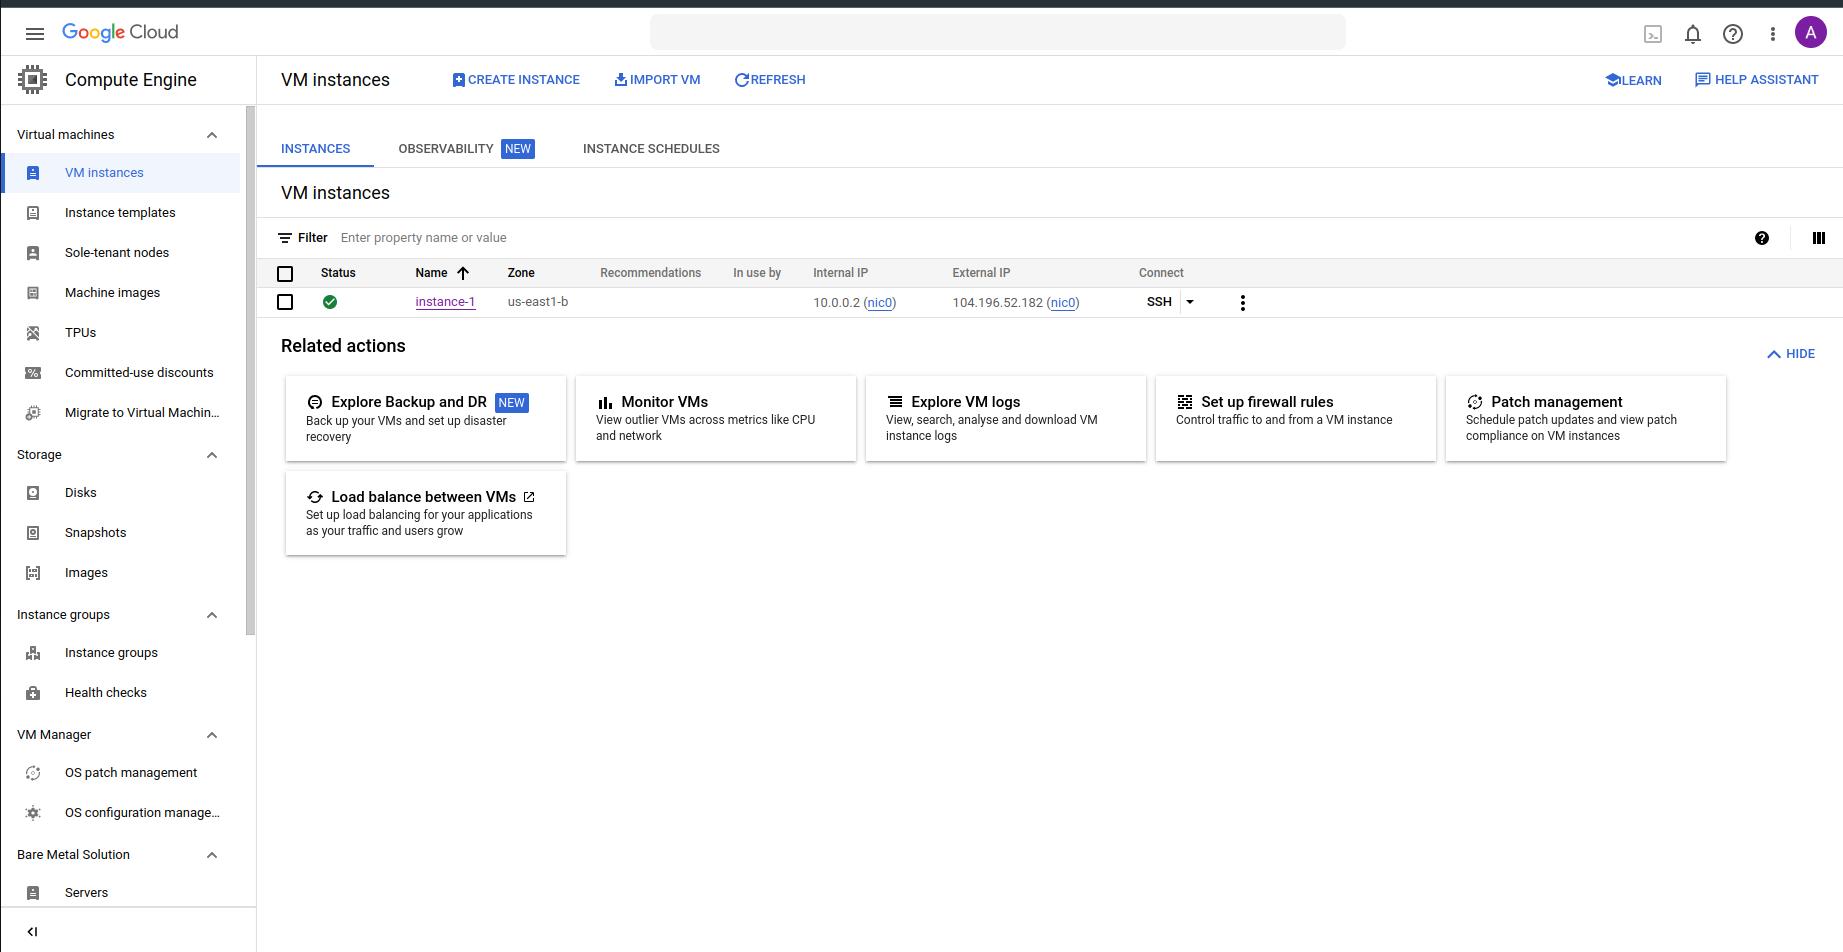 Google Cloud
A
Compute Engine
VM instances
CREATE INSTANCE
IMPORT VM
REFRESH
LEARN
HELP ASSISTANT
Virtual machines
VM instances
Instance templates
Sole-tenant nodes
Machine images
TPUs
Committed-use discounts
Migrate to Virtual Machin...
Storage
Disks
Snapshots
Images
Instance groups
Instance groups
Health checks
VM Manager
OS patch management
OS configuration manage...
Bare Metal Solution
Servers
INSTANCES
OBSERVABILITY NEW
INSTANCE SCHEDULES
VM instances
Filter Enter property name or value
Status Name Zone Recommendations In use by Internal IP External IP Connect
instance-1 us-east1-b 10.0.0.2 (nic0) 104.196.52.182 (nic0) SSH
Related actions
HIDE
Explore Backup and DR NEW
Back up your VMs and set up disaster
recovery
Monitor VMs
View outlier VMs across metrics like CPU
and network
Explore VM logs
View, search, analyse and download VM
instance logs
Set up firewall rules
Control traffic to and from a VM instance
Patch management
Schedule patch updates and view patch
compliance on VM instances
Load balance between VMs
Set up load balancing for your applications
as your traffic and users grow